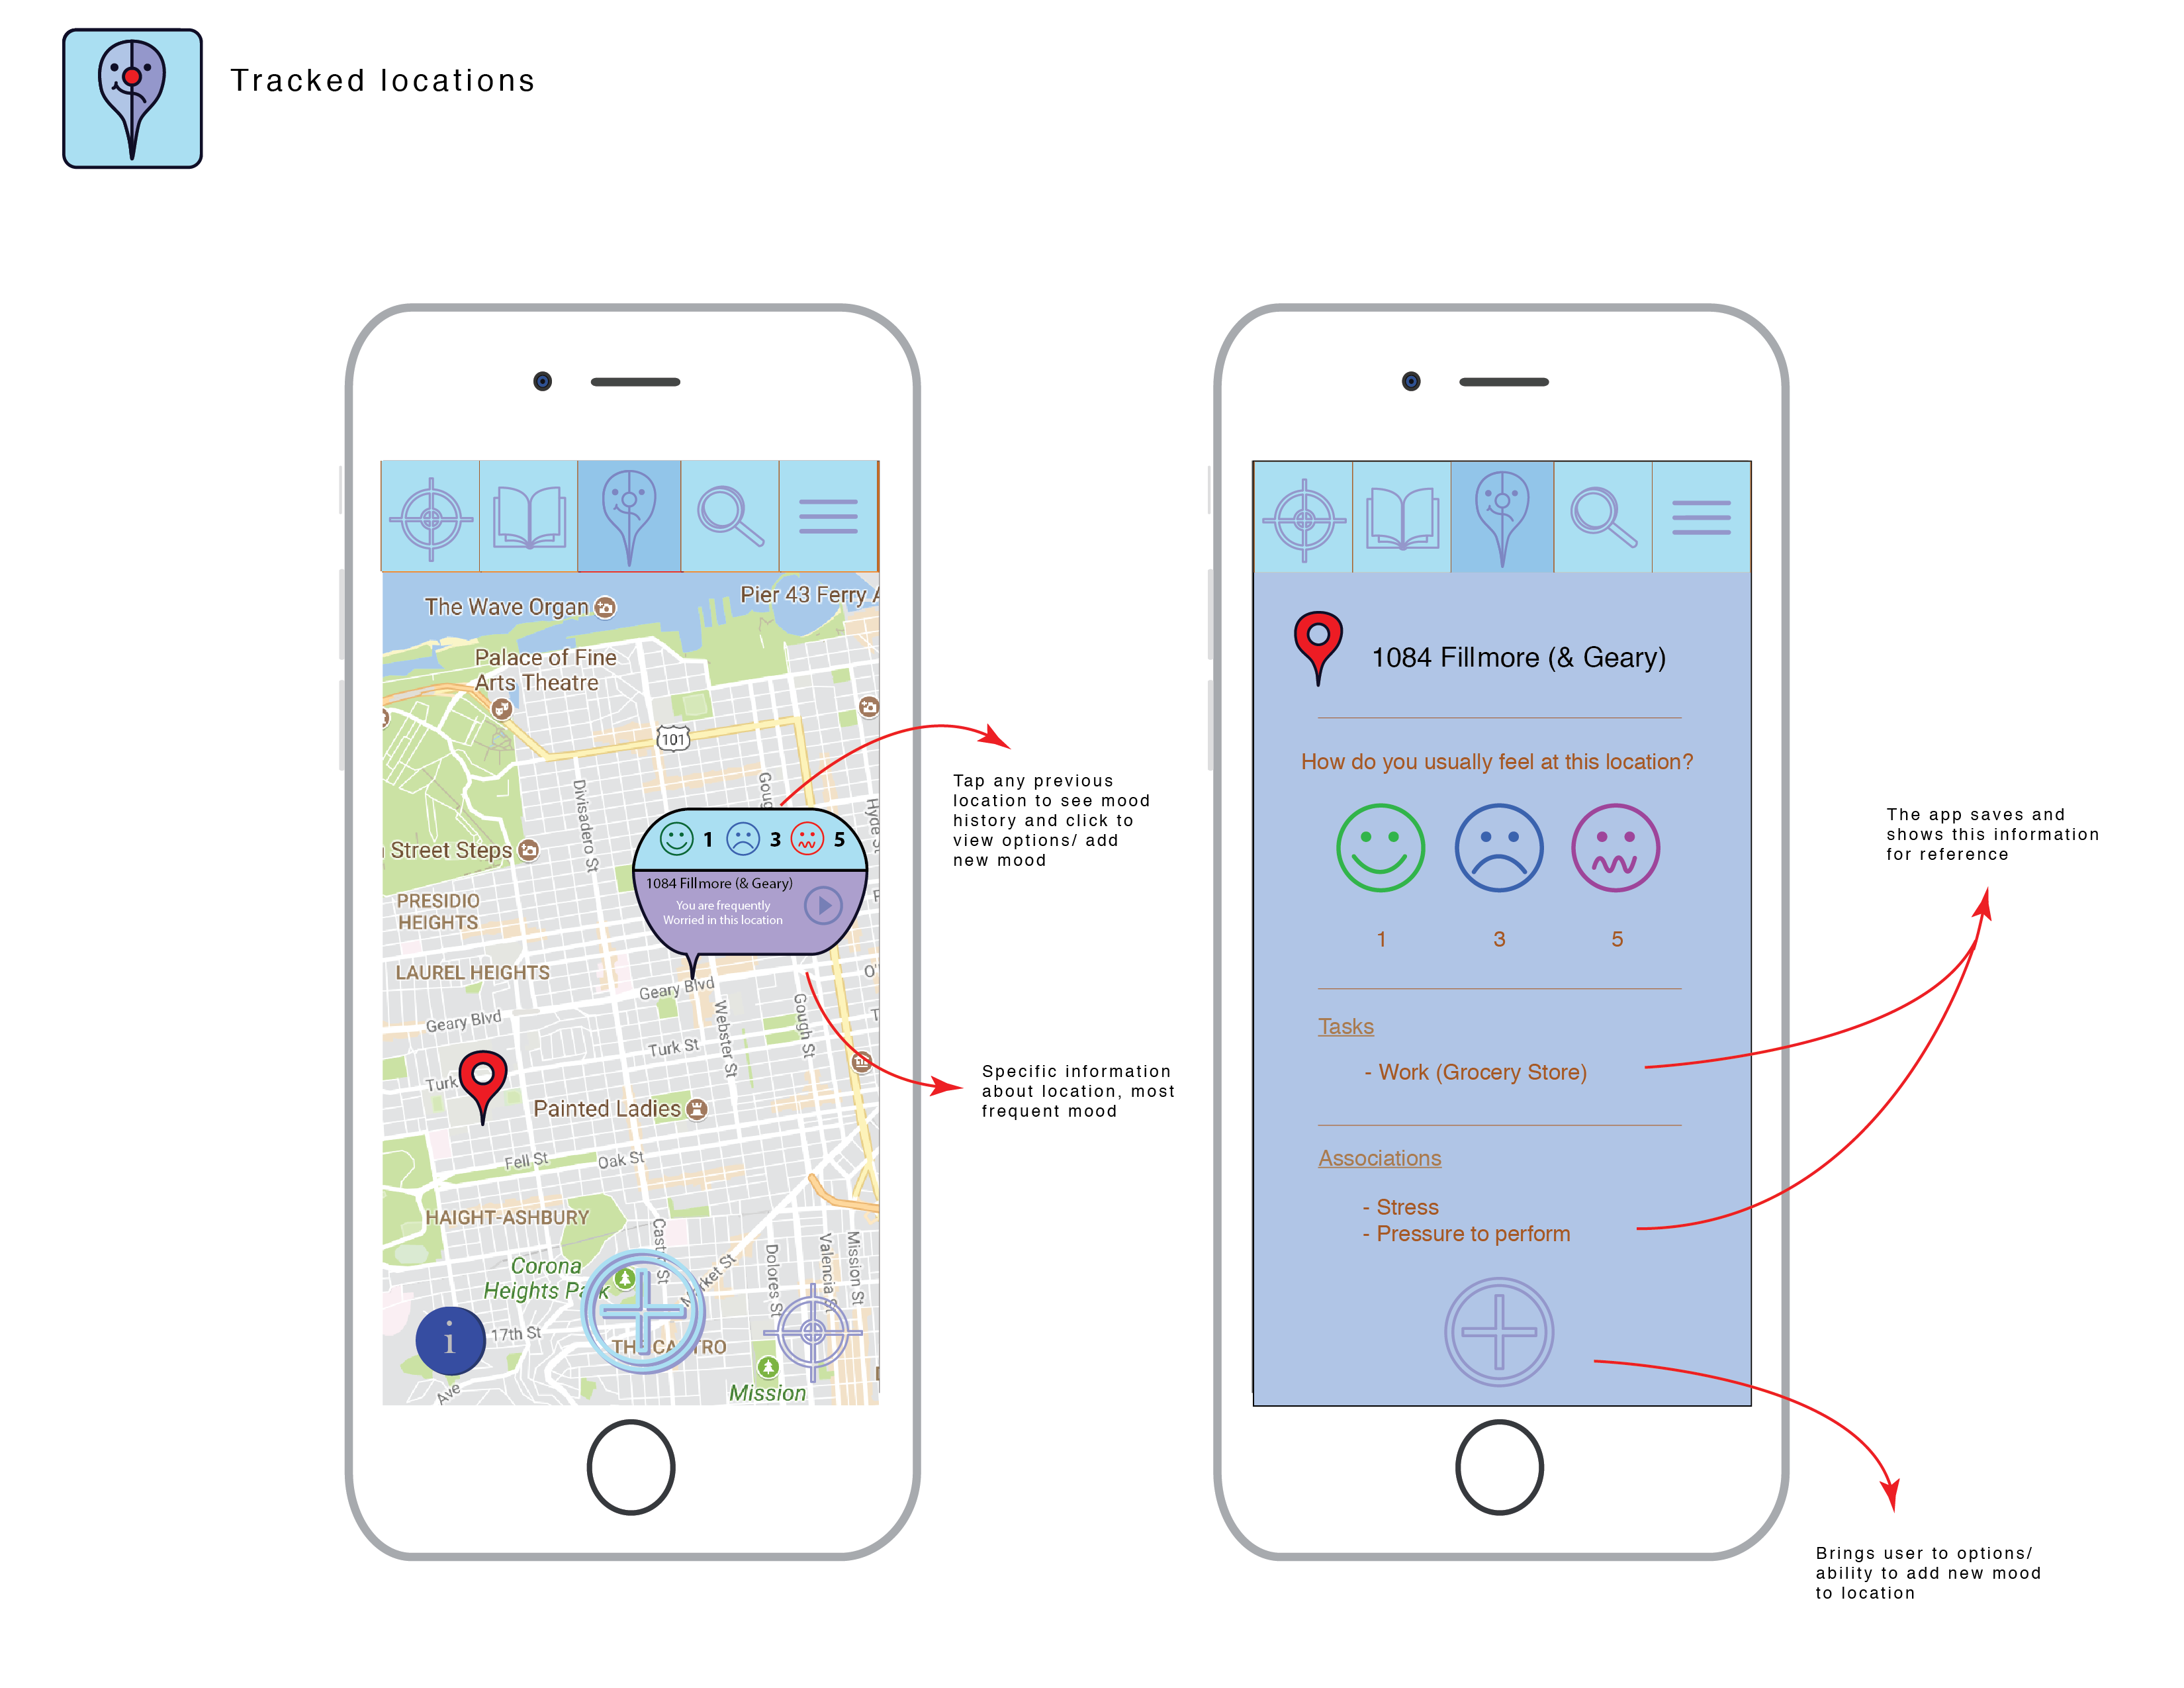 Tracked locations
The Wave Organ
Pier 43 Ferry A
Palace of Fine
Arts Theatre
101
Goug
Divisadero St
Hyde St
1 3 5
Street Steps
1084 Fillmore (& Geary)
You are frequently
Worried in this location
PRESIDIO
HEIGHTS
LAUREL HEIGHTS
Geary Blvd
Geary Blvd
Webster St
Gough St
O'
Turk St
Turk
Painted Ladies
Fell St
Oak St
HAIGHT-ASHBURY
Corona
Heights Park
Market St
Dolores St
Valencia St
Mission St
i
17th St
Ave
Mission
Tap any previous
location to see mood
history and click to
view options/ add
new mood
Specific information
about location, most
frequent mood
1084 Fillmore (& Geary)
How do you usually feel at this location?
1 3 5
Tasks
- Work (Grocery Store)
Associations
- Stress
- Pressure to perform
The app saves and
shows this information
for reference
Brings user to options/
ability to add new mood
to location